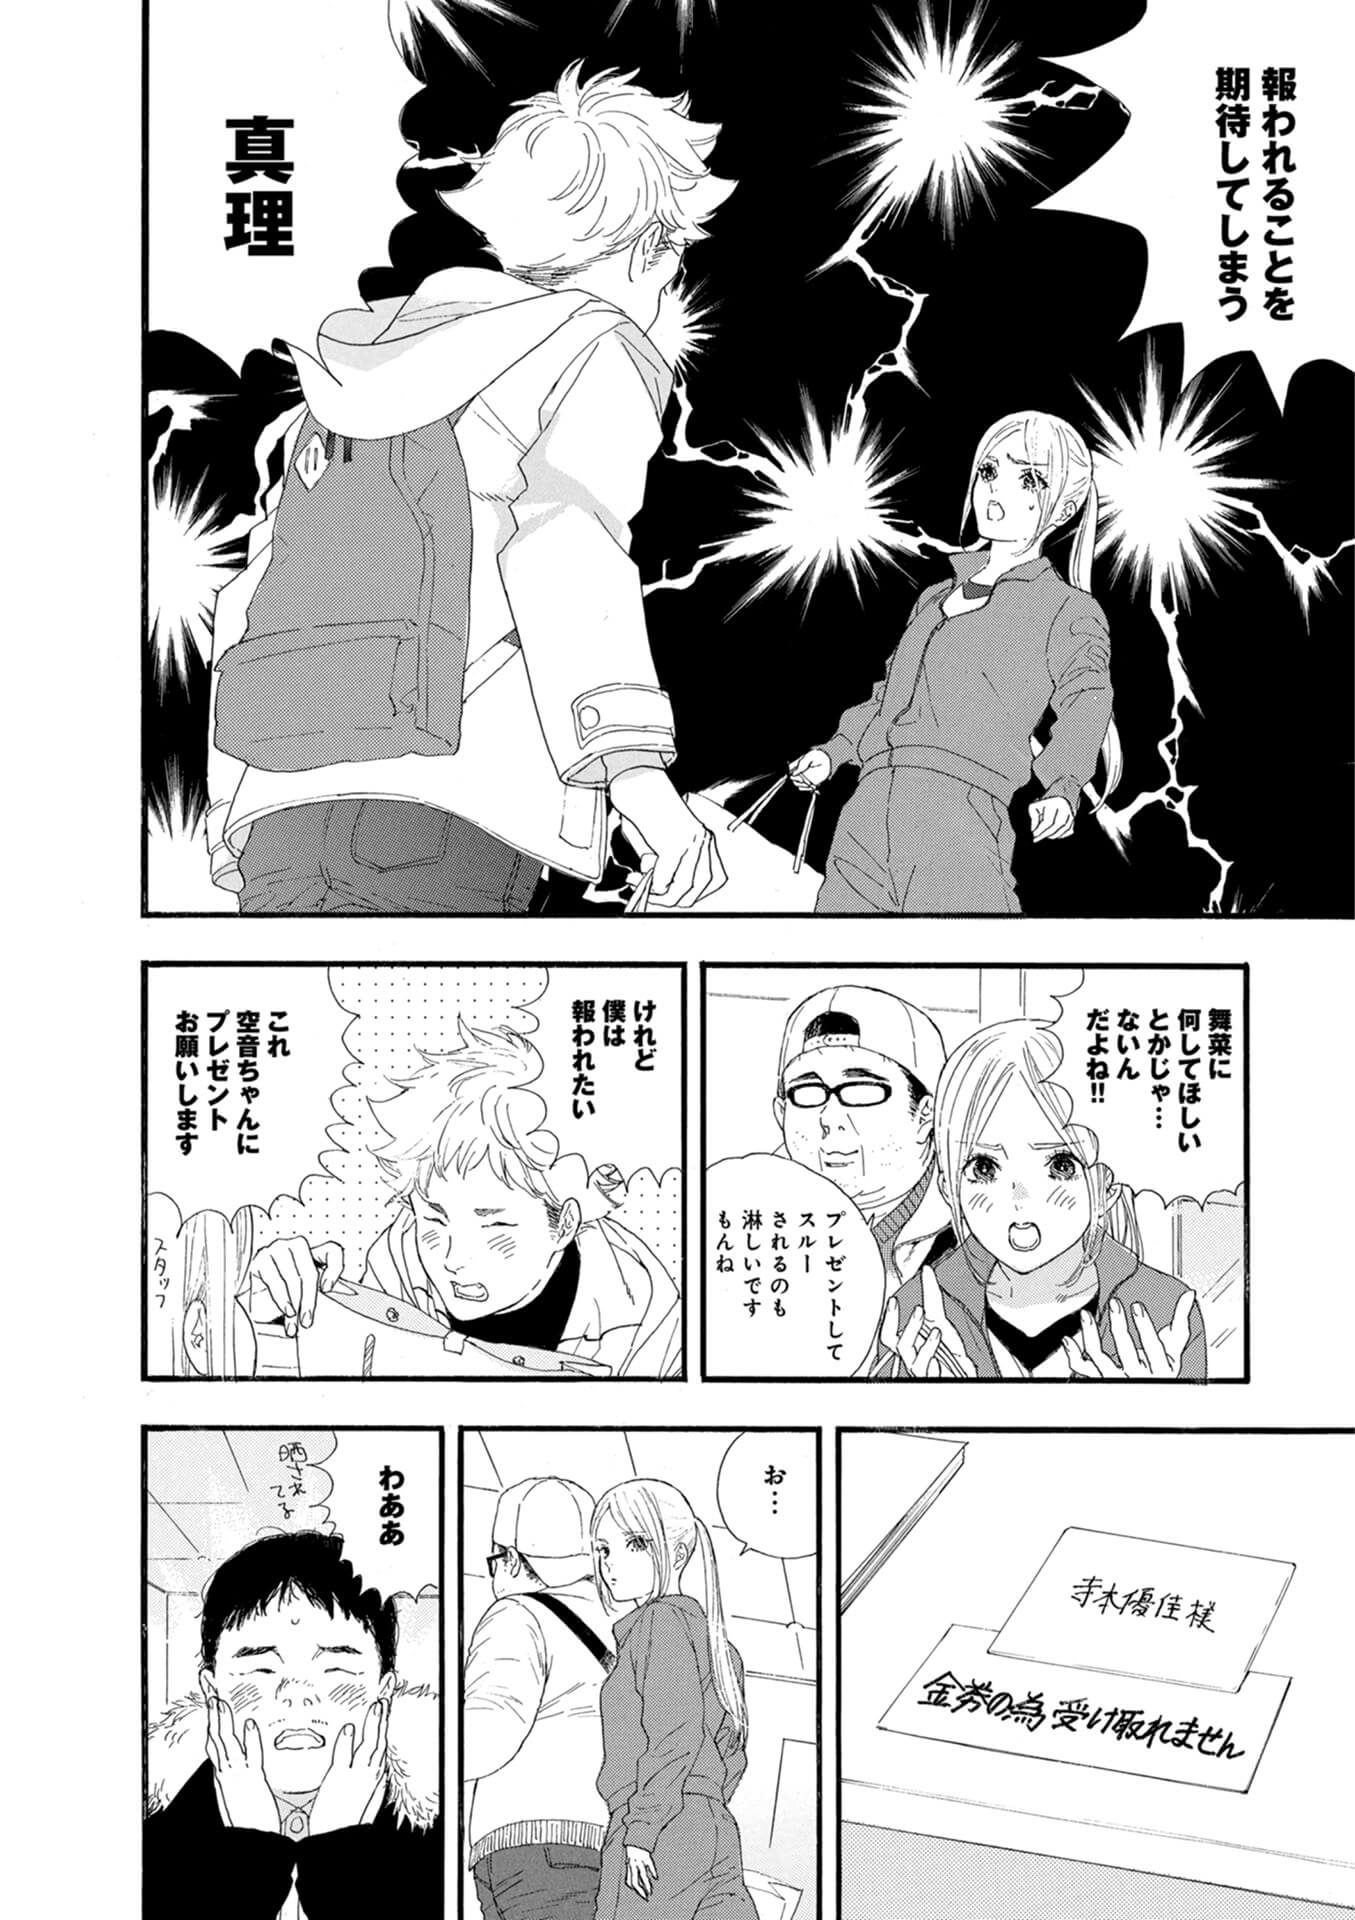 報われることを
期待してしまう
真理
舞菜に
何してほしい
とかじゃ…
ないん
だよね!!
プレゼントして
スルー
されるのも
淋しいです
もんね
けれど
僕は
報われたい
これ
空音ちゃんに
プレゼント
お願いします
スタッフ
寺本優佳様
金券の為受け取れません
お…
わああ
晒され
てる